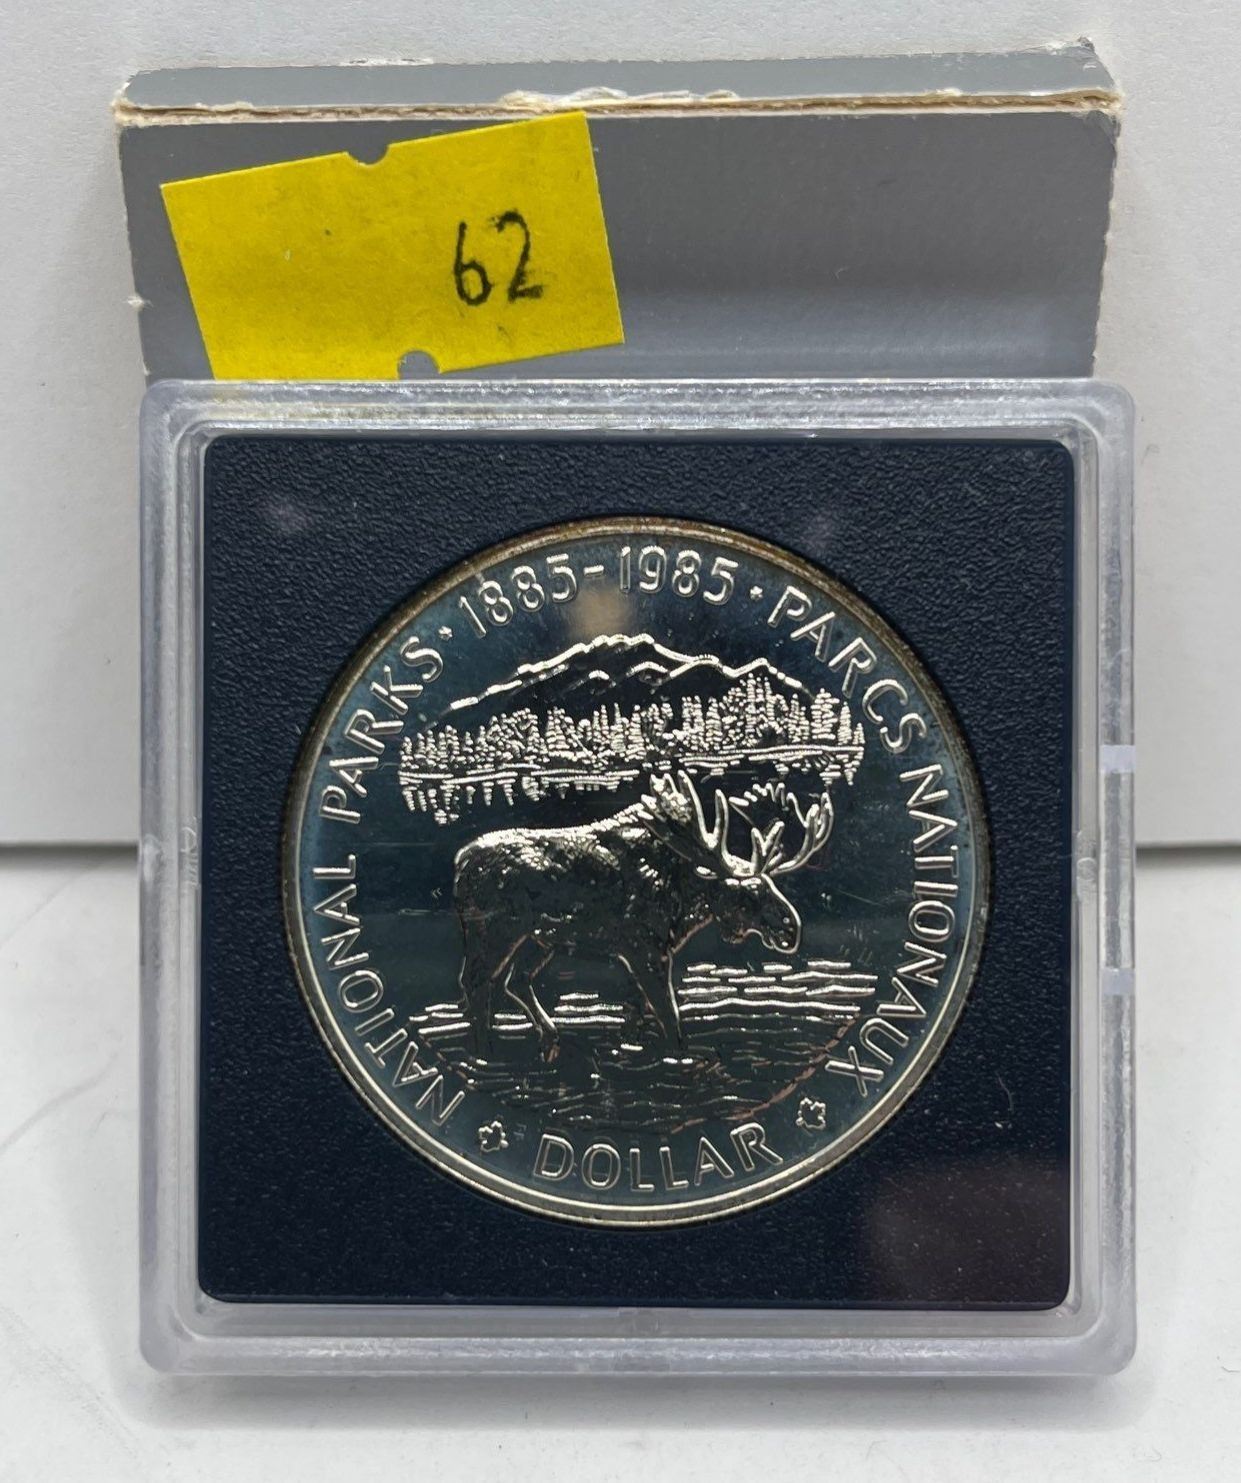 62
NATIONAL PARKS · 1885-1985 · PARCS NATIONAUX
DOLLAR